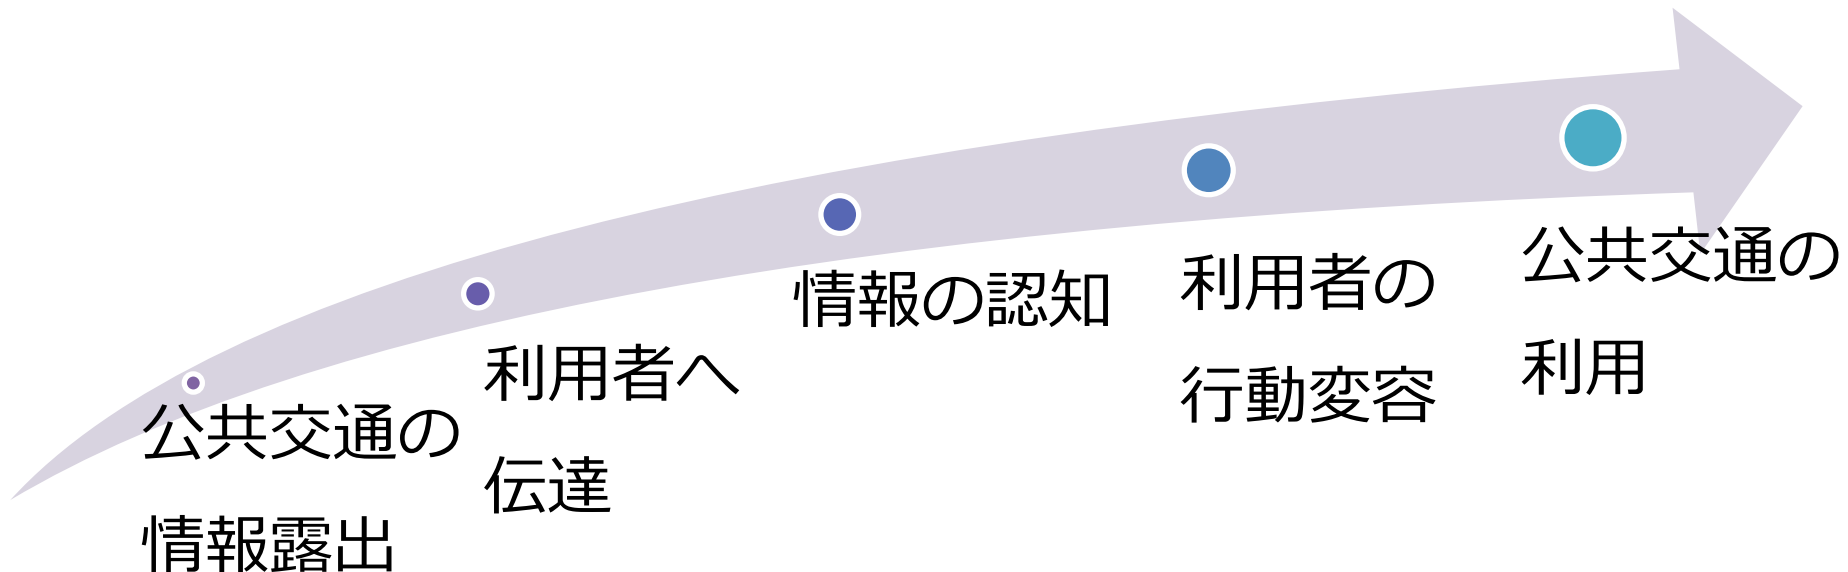 公共交通の
情報露出
利用者へ
伝達
情報の認知
利用者の
行動変容
公共交通の
利用